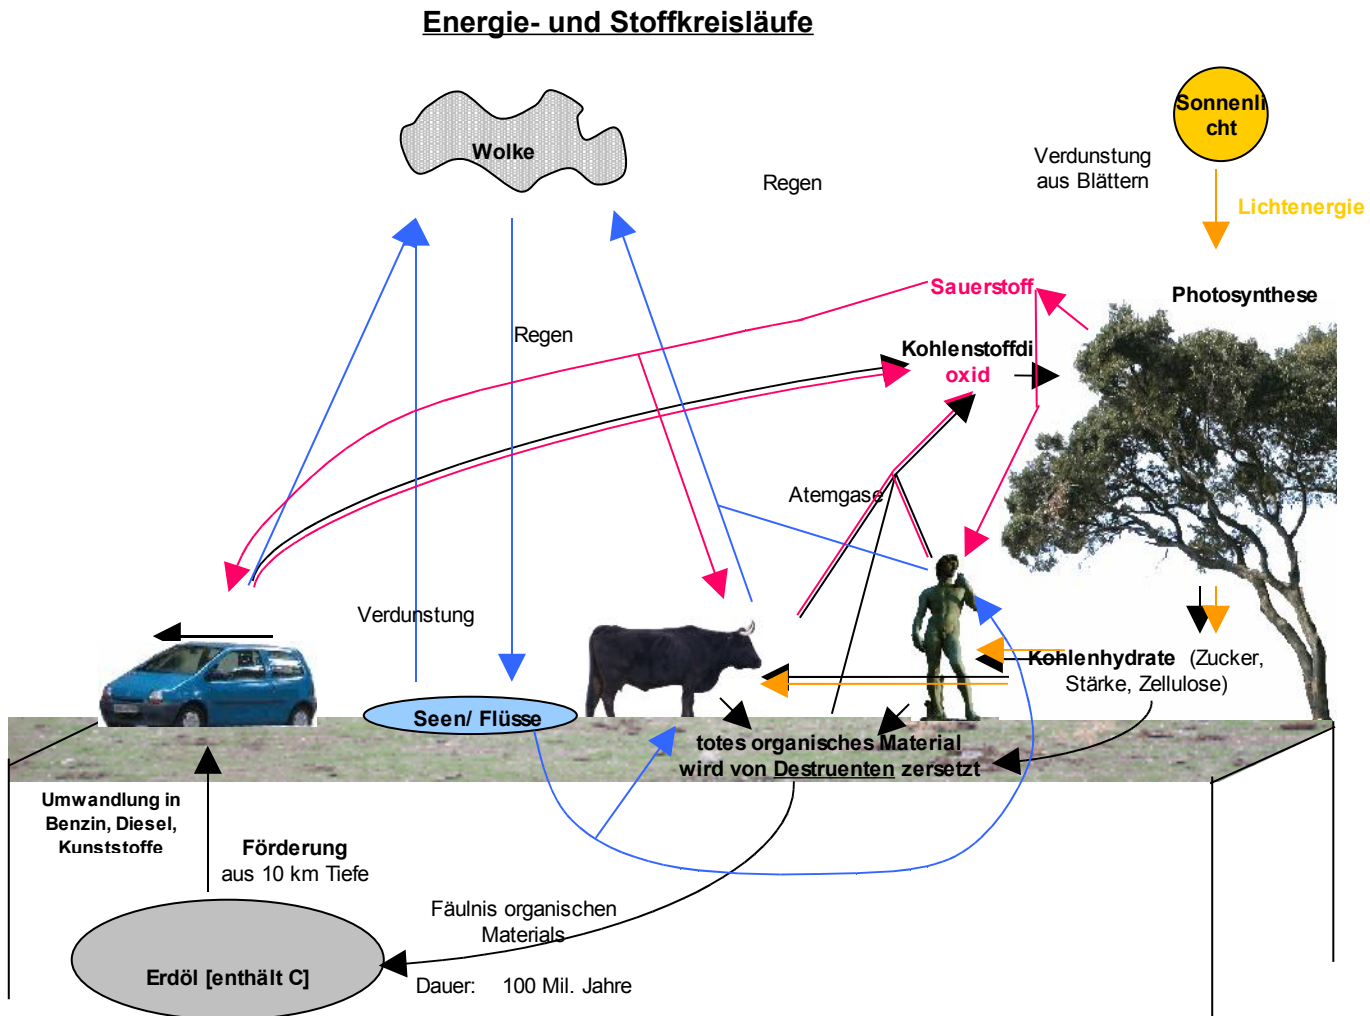 Energie- und Stoffkreisläufe
Sonnenli
cht
Wolke
Verdunstung
aus Blättern
Regen
Lichtenergie
Sauerstoff
Photosynthese
Regen
Kohlenstoffdi
oxid
Atemgase
Verdunstung
Kohlenhydrate (Zucker,
Stärke, Zellulose)
Seen/ Flüsse
totes organisches Material
wird von Destruenten zersetzt
Umwandlung in
Benzin, Diesel,
Kunststoffe
Förderung
aus 10 km Tiefe
Fäulnis organischen
Materials
Erdöl [enthält C]
Dauer: 100 Mil. Jahre